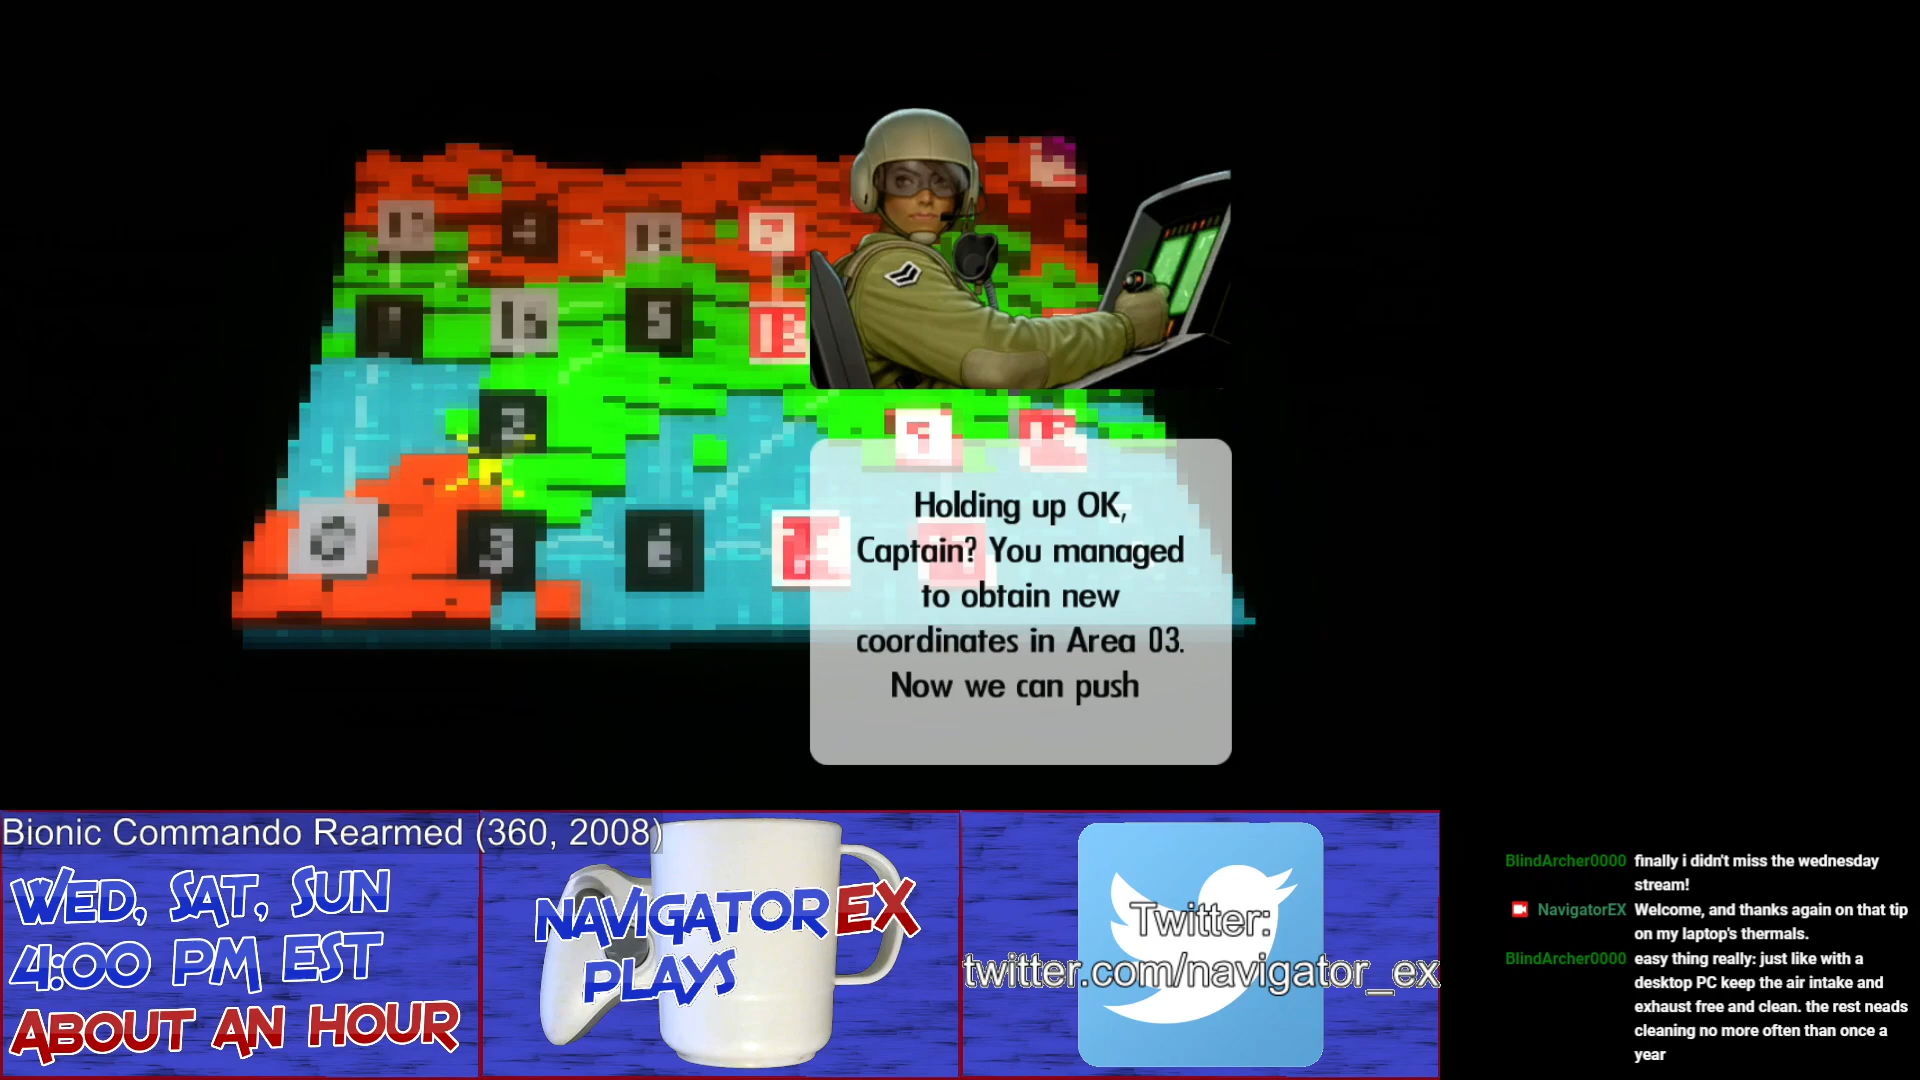 5
3
Holding up OK,
Captain? You managed
to obtain new
coordinates in Area 03.
Now we can push
Bionic Commando Rearmed (360, 2008)
WED, SAT, SUN
4:00 PM EST
ABOUT AN HOUR
NAVIGATOR EX
PLAYS
Twitter:
twitter.com/navigator_ex
BlindArcher0000 finally i didn't miss the wednesday
stream!
NavigatorEX Welcome, and thanks again on that tip
on my laptop's thermals.
BlindArcher0000 easy thing really: just like with a
desktop PC keep the air intake and
exhaust free and clean. the rest neads
cleaning no more often than once a
year